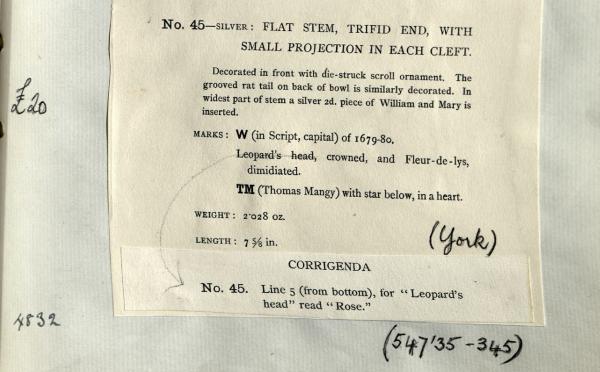 No. 45—SILVER: FLAT STEM, TRIFID END, WITH
SMALL PROJECTION IN EACH CLEFT.
Decorated in front with die-struck scroll ornament. The
grooved rat tail on back of bowl is similarly decorated. In
widest part of stem a silver 2d. piece of William and Mary is
inserted.
£20
MARKS: W (in Script, capital) of 1679-80.
Leopard's head, crowned, and Fleur-de-lys,
dimidiated.
TM (Thomas Mangy) with star below, in a heart.
WEIGHT: 2·028 oz.
LENGTH: 7 5/8 in.
(York)
CORRIGENDA
No. 45. Line 5 (from bottom), for "Leopard's
head" read "Rose."
4832
(547'35-345)